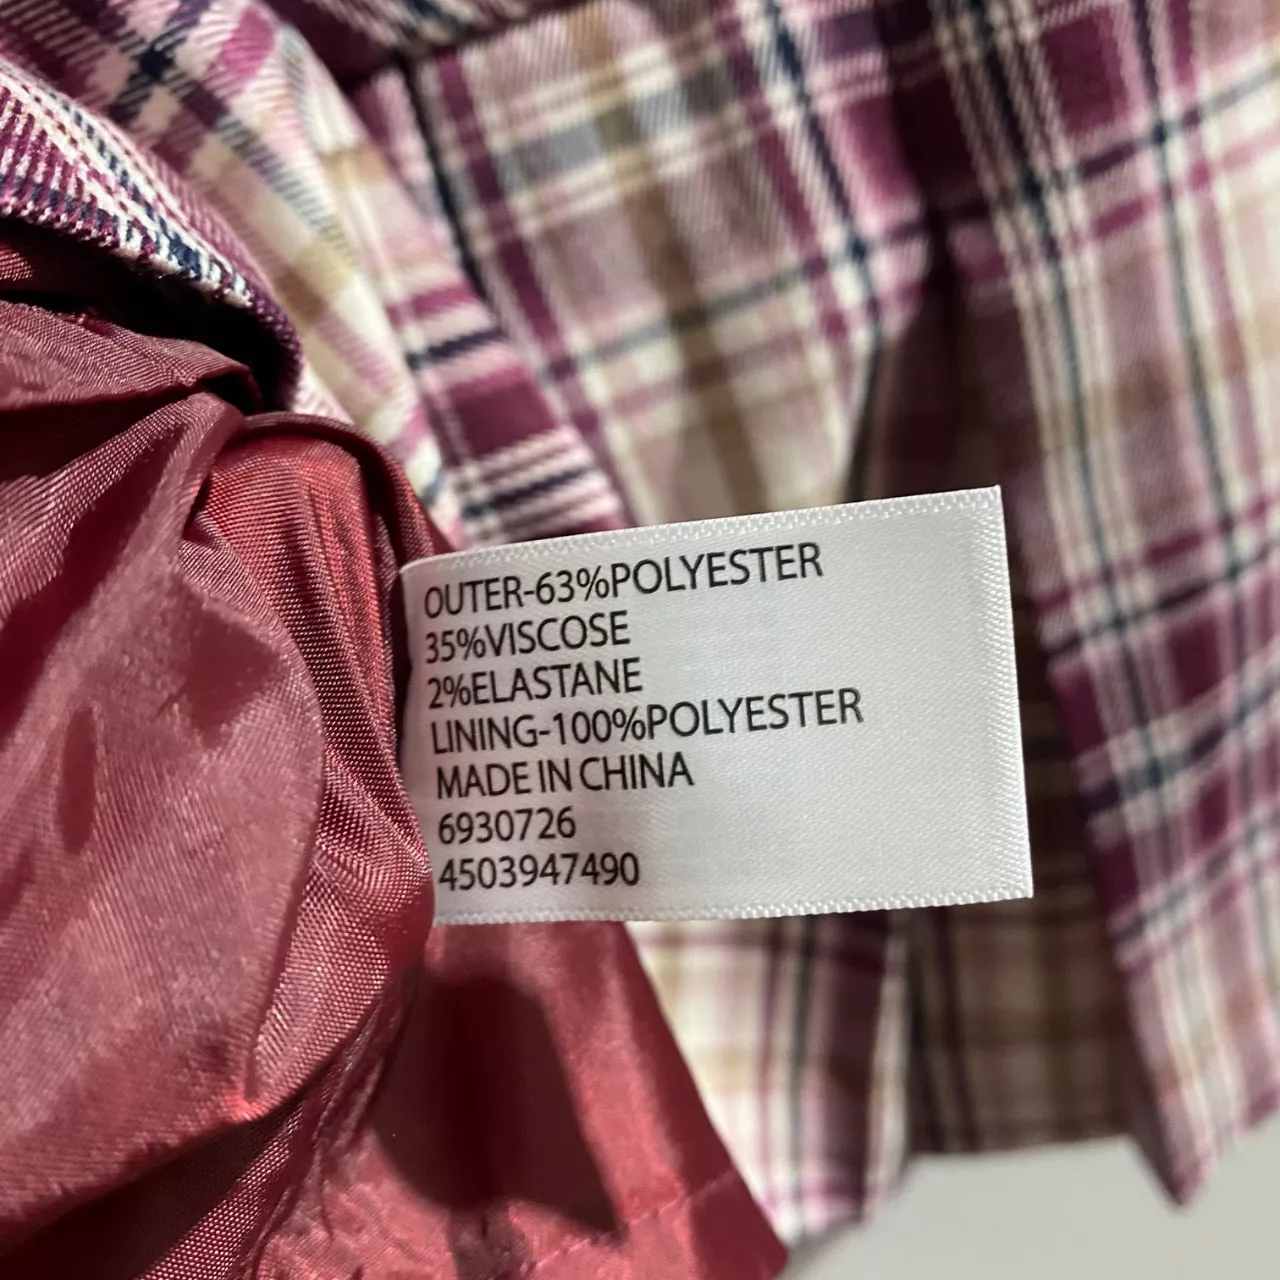 OUTER-63%POLYESTER
35%VISCOSE
2%ELASTANE
LINING-100%POLYESTER
MADE IN CHINA
6930726
4503947490